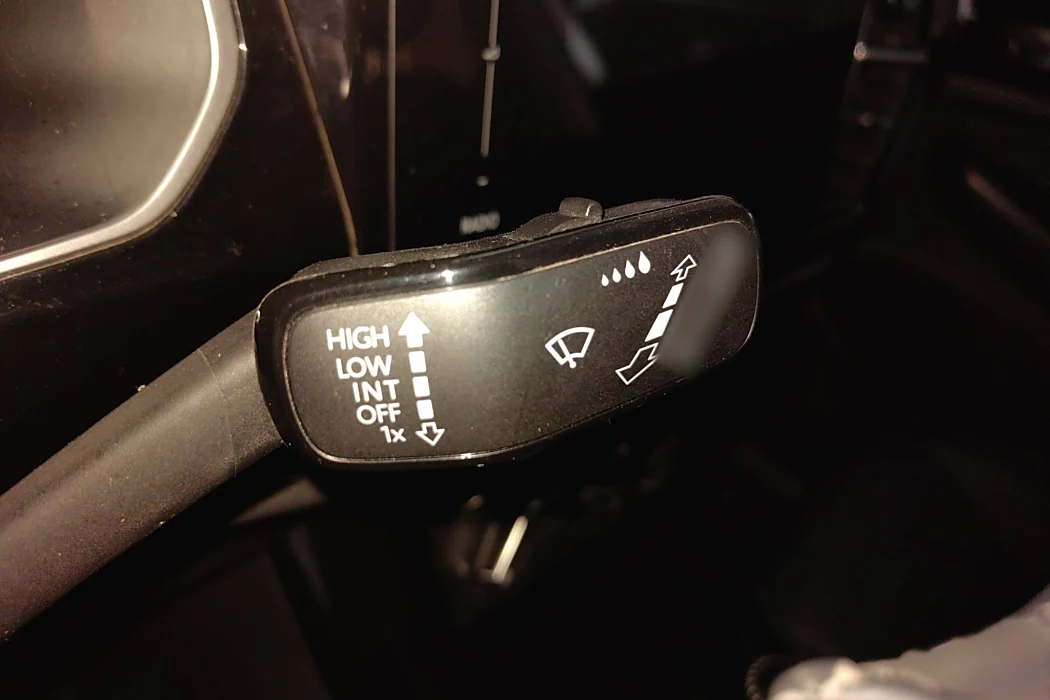 HIGH
LOW
INT
OFF
1x